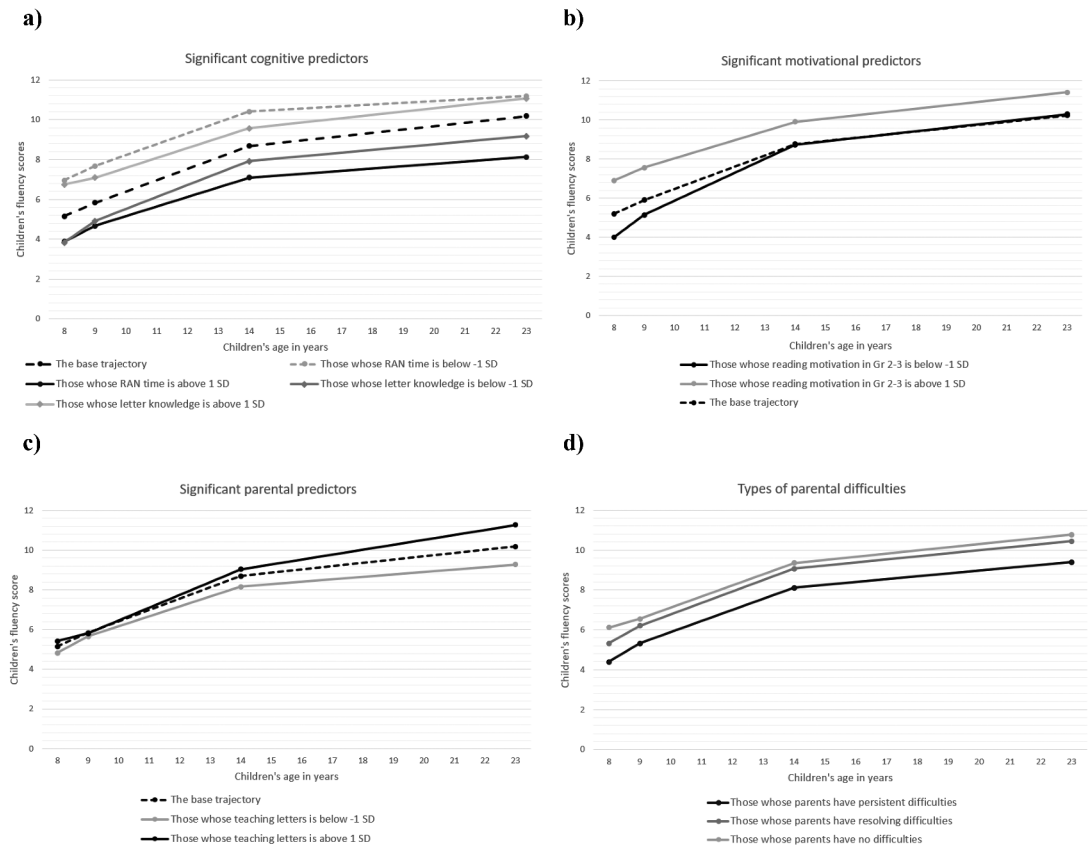 a)
Significant cognitive predictors
Children's fluency scores
12
10
8
6
4
2
0
8 9 10 11 12 13 14 15 16 17 18 19 20 21 22 23
Children's age in years
The base trajectory
Those whose RAN time is below -1 SD
Those whose RAN time is above 1 SD
Those whose letter knowledge is below -1 SD
Those whose letter knowledge is above 1 SD
b)
Significant motivational predictors
Children's fluency scores
12
10
8
6
4
2
0
8 9 10 11 12 13 14 15 16 17 18 19 20 21 22 23
Children's age in years
Those whose reading motivation in Gr 2-3 is below -1 SD
Those whose reading motivation in Gr 2-3 is above 1 SD
The base trajectory
c)
Significant parental predictors
Children's fluency score
12
10
8
6
4
2
0
8 9 10 11 12 13 14 15 16 17 18 19 20 21 22 23
Children's age in years
The base trajectory
Those whose teaching letters is below -1 SD
Those whose teaching letters is above 1 SD
d)
Types of parental difficulties
Children's fluency scores
12
10
8
6
4
2
0
8 9 10 11 12 13 14 15 16 17 18 19 20 21 22 23
Children's age in years
Those whose parents have persistent difficulties
Those whose parents have resolving difficulties
Those whose parents have no difficulties